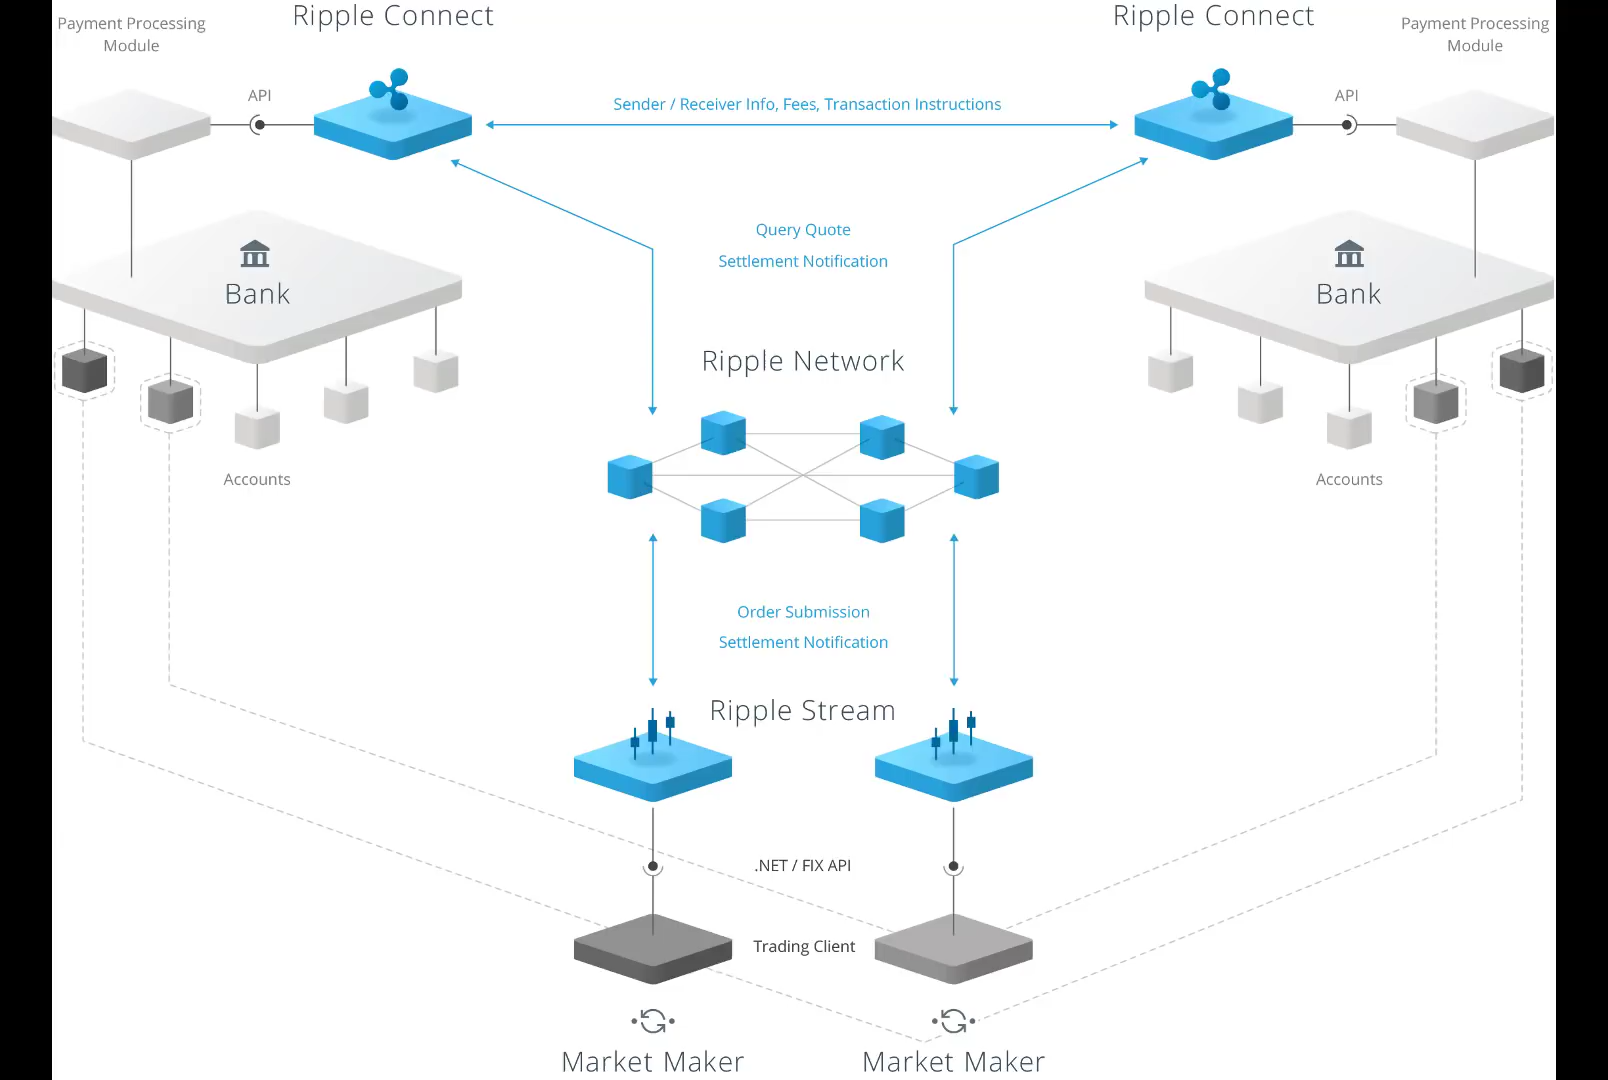 Payment Processing
Module
Ripple Connect
Ripple Connect
Payment Processing
Module
API
Sender / Receiver Info, Fees, Transaction Instructions
API
Query Quote
Settlement Notification
Bank
Bank
Ripple Network
Accounts
Accounts
Order Submission
Settlement Notification
Ripple Stream
.NET / FIX API
Trading Client
Market Maker
Market Maker